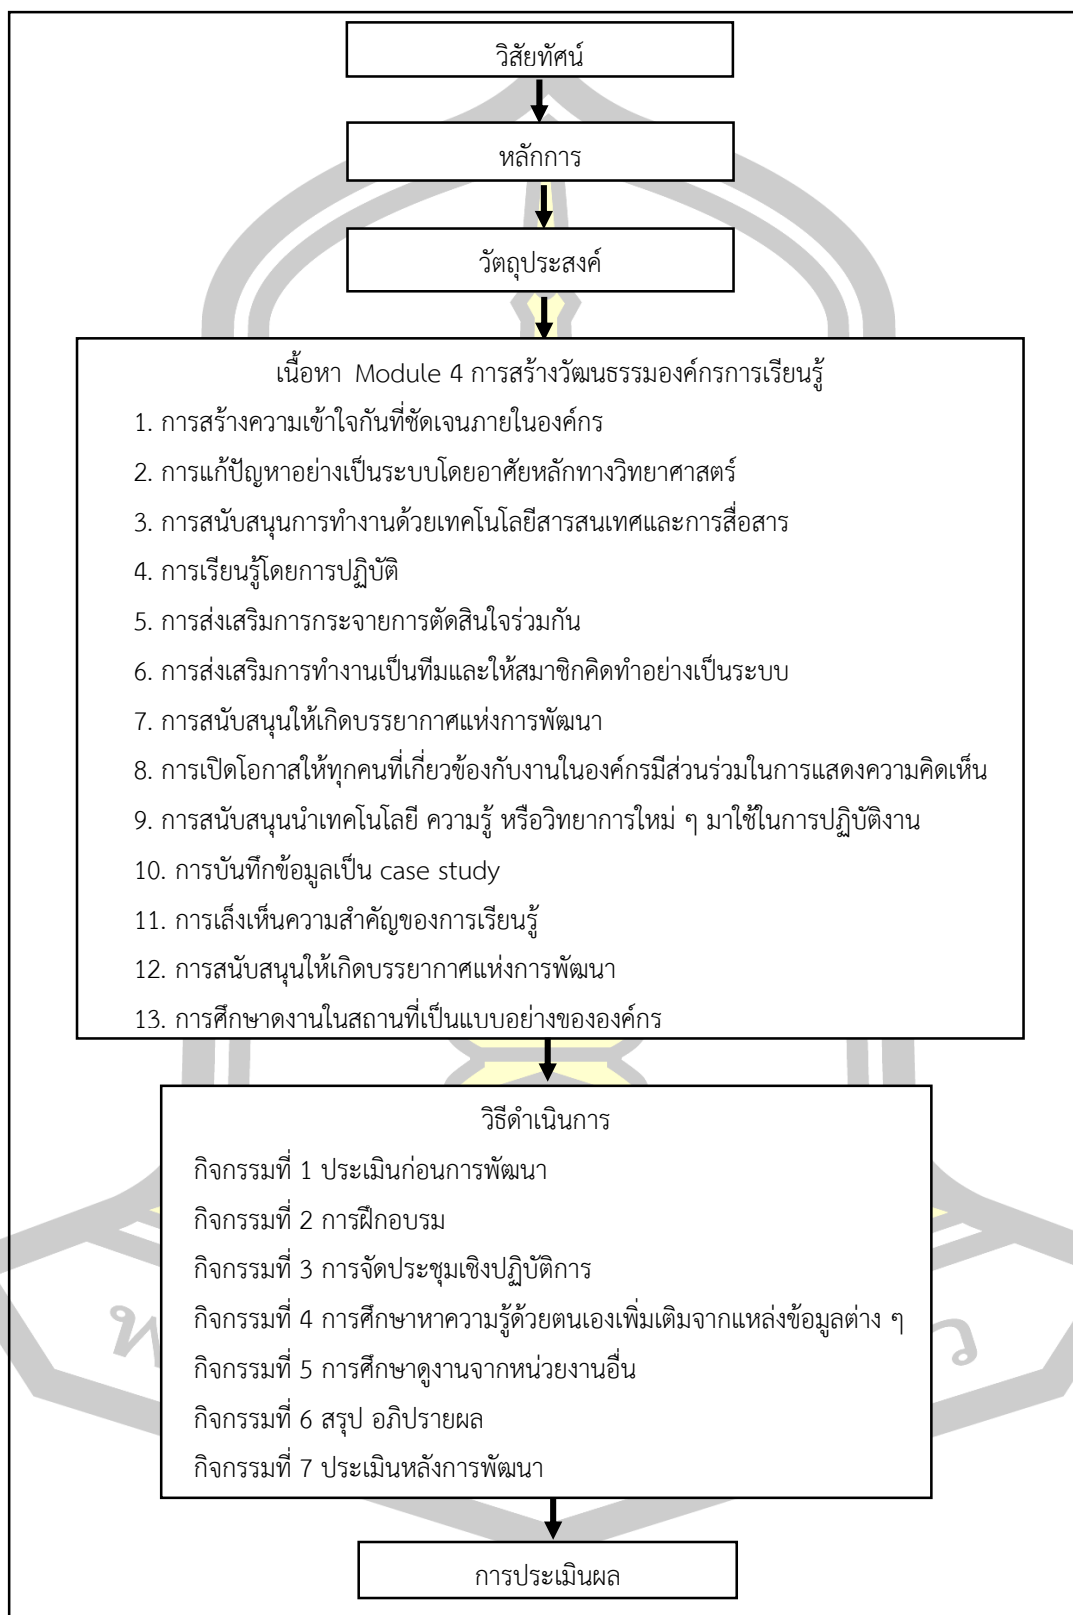 วิสัยทัศน์
หลักการ
วัตถุประสงค์
เนื้อหา Module 4 การสร้างวัฒนธรรมองค์กรการเรียนรู้
1. การสร้างความเข้าใจกันที่ชัดเจนภายในองค์กร
2. การแก้ปัญหาอย่างเป็นระบบโดยอาศัยหลักทางวิทยาศาสตร์
3. การสนับสนุนการทำงานด้วยเทคโนโลยีสารสนเทศและการสื่อสาร
4. การเรียนรู้โดยการปฏิบัติ
5. การส่งเสริมการกระจายการตัดสินใจร่วมกัน
6. การส่งเสริมการทำงานเป็นทีมและให้สมาชิกคิดทำอย่างเป็นระบบ
7. การสนับสนุนให้เกิดบรรยากาศแห่งการพัฒนา
8. การเปิดโอกาสให้ทุกคนที่เกี่ยวข้องกับงานในองค์กรมีส่วนร่วมในการแสดงความคิดเห็น
9. การสนับสนุนนำเทคโนโลยี ความรู้ หรือวิทยาการใหม่ ๆ มาใช้ในการปฏิบัติงาน
10. การบันทึกข้อมูลเป็น case study
11. การเล็งเห็นความสำคัญของการเรียนรู้
12. การสนับสนุนให้เกิดบรรยากาศแห่งการพัฒนา
13. การศึกษาดูงานในสถานที่เป็นแบบอย่างขององค์กร
วิธีดำเนินการ
กิจกรรมที่ 1 ประเมินก่อนการพัฒนา
กิจกรรมที่ 2 การฝึกอบรม
กิจกรรมที่ 3 การจัดประชุมเชิงปฏิบัติการ
กิจกรรมที่ 4 การศึกษาหาความรู้ด้วยตนเองเพิ่มเติมจากแหล่งข้อมูลต่าง ๆ
กิจกรรมที่ 5 การศึกษาดูงานจากหน่วยงานอื่น
กิจกรรมที่ 6 สรุป อภิปรายผล
กิจกรรมที่ 7 ประเมินหลังการพัฒนา
การประเมินผล